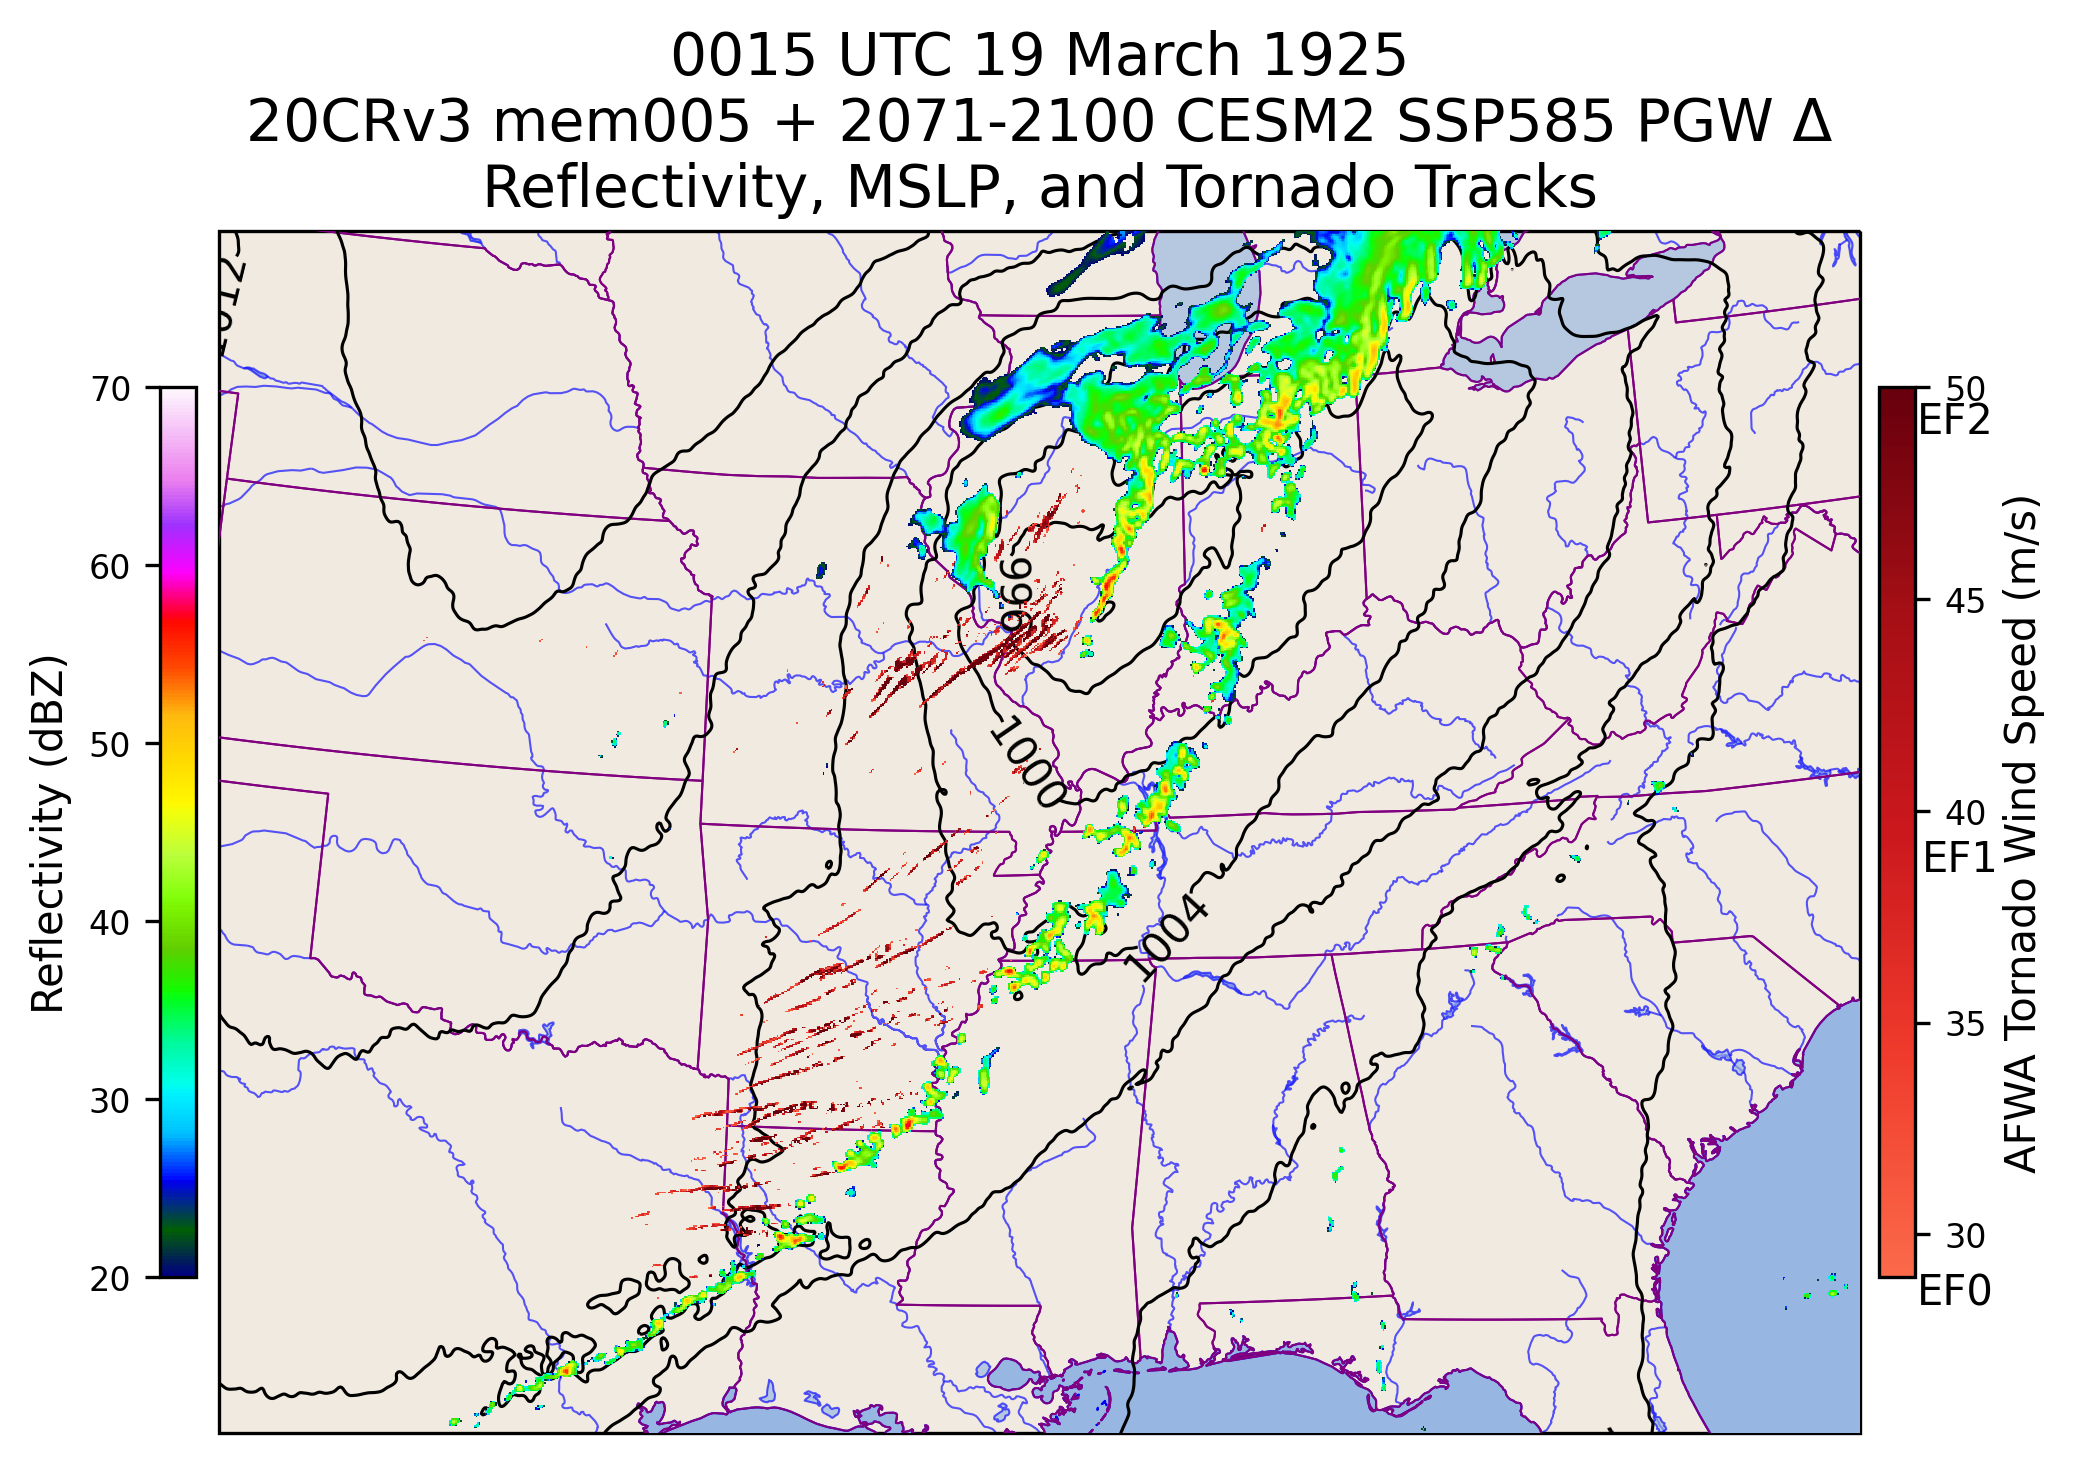 0015 UTC 19 March 1925
20CRv3 mem005 + 2071-2100 CESM2 SSP585 PGW Δ
Reflectivity, MSLP, and Tornado Tracks
1012
996
1000
1004
70
60
50
40
30
20
Reflectivity (dBZ)
50
EF2
45
40
EF1
35
30
EF0
AFWA Tornado Wind Speed (m/s)